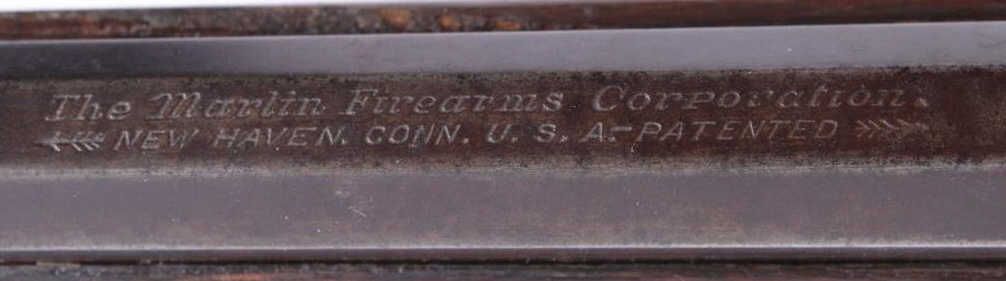 The Marlin Firearms Corporation.
NEW HAVEN. CONN. U. S. A.-PATENTED